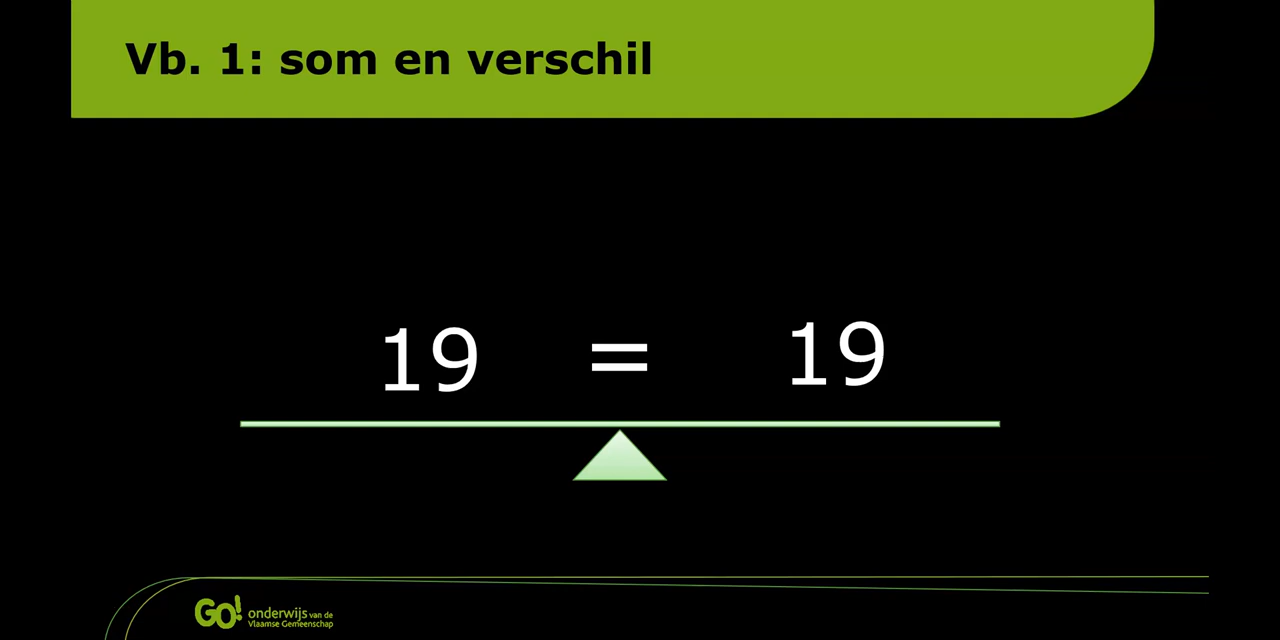 Vb. 1: som en verschil
19 = 19
GO! onderwijs van de
Vlaamse Gemeenschap